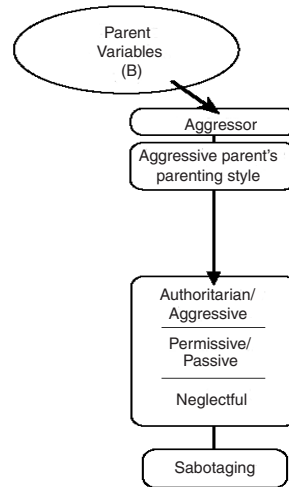 Parent
Variables
(B)
Aggressor
Aggressive parent's
parenting style
Authoritarian/
Aggressive
Permissive/
Passive
Neglectful
Sabotaging